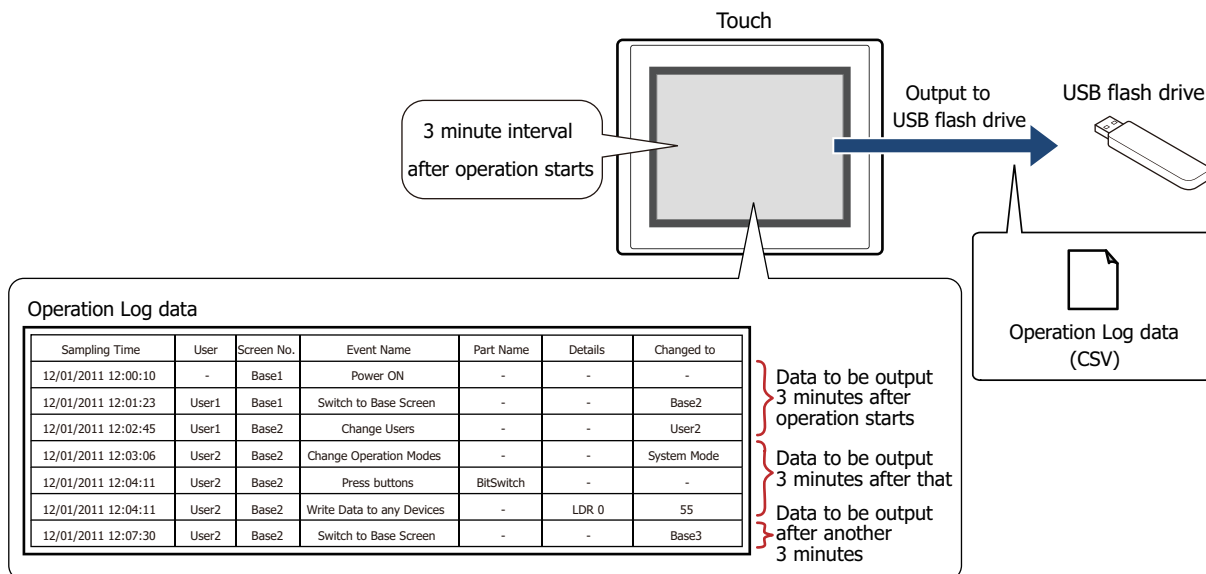 Touch
3 minute interval
after operation starts
Output to
USB flash drive
USB flash drive
Operation Log data
(CSV)
Operation Log data
Sampling Time User Screen No. Event Name Part Name Details Changed to
12/01/2011 12:00:10 - Base1 Power ON - - -
12/01/2011 12:01:23 User1 Base1 Switch to Base Screen - - Base2
12/01/2011 12:02:45 User1 Base2 Change Users - - User2
12/01/2011 12:03:06 User2 Base2 Change Operation Modes - - System Mode
12/01/2011 12:04:11 User2 Base2 Press buttons BitSwitch - -
12/01/2011 12:04:11 User2 Base2 Write Data to any Devices - LDR 0 55
12/01/2011 12:07:30 User2 Base2 Switch to Base Screen - - Base3
Data to be output
3 minutes after
operation starts
Data to be output
3 minutes after that
Data to be output
after another
3 minutes